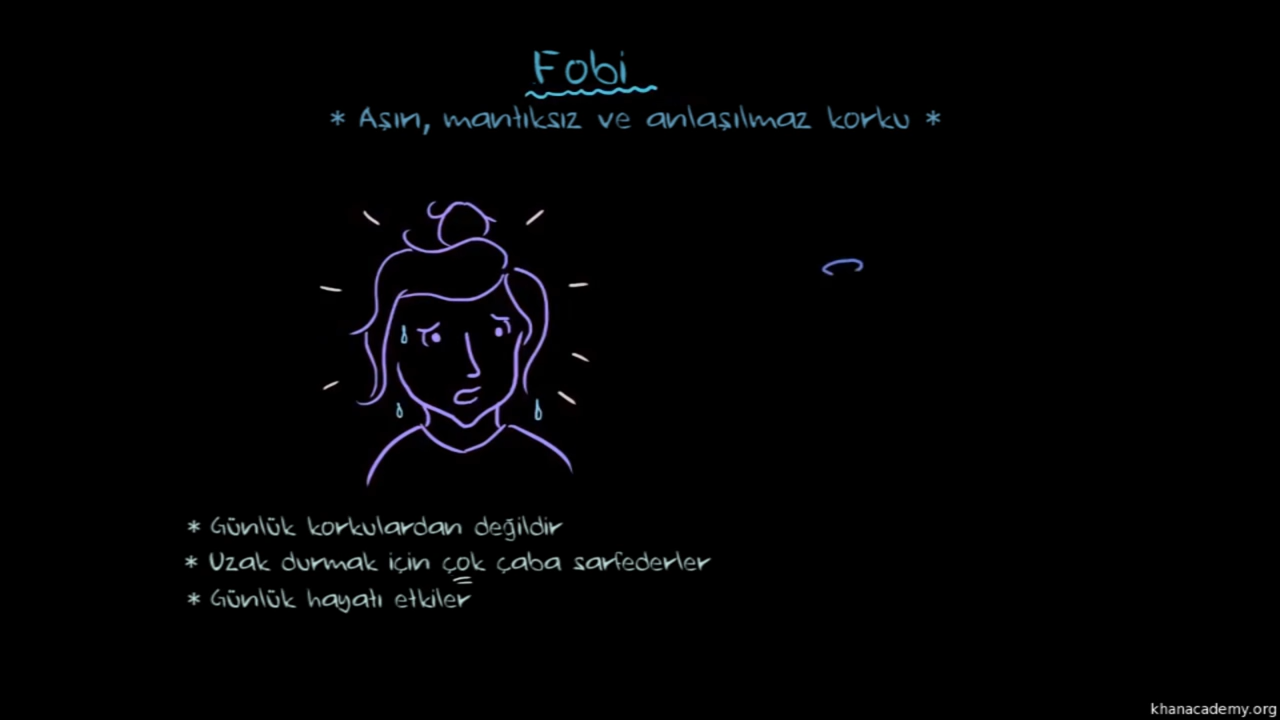 Fobi
* Aşırı, mantıksız ve anlaşılmaz korku *
* Günlük korkulardan değildir
* Uzak durmak için çok çaba sarfederler
* Günlük hayatı etkiler
khanacademy.org